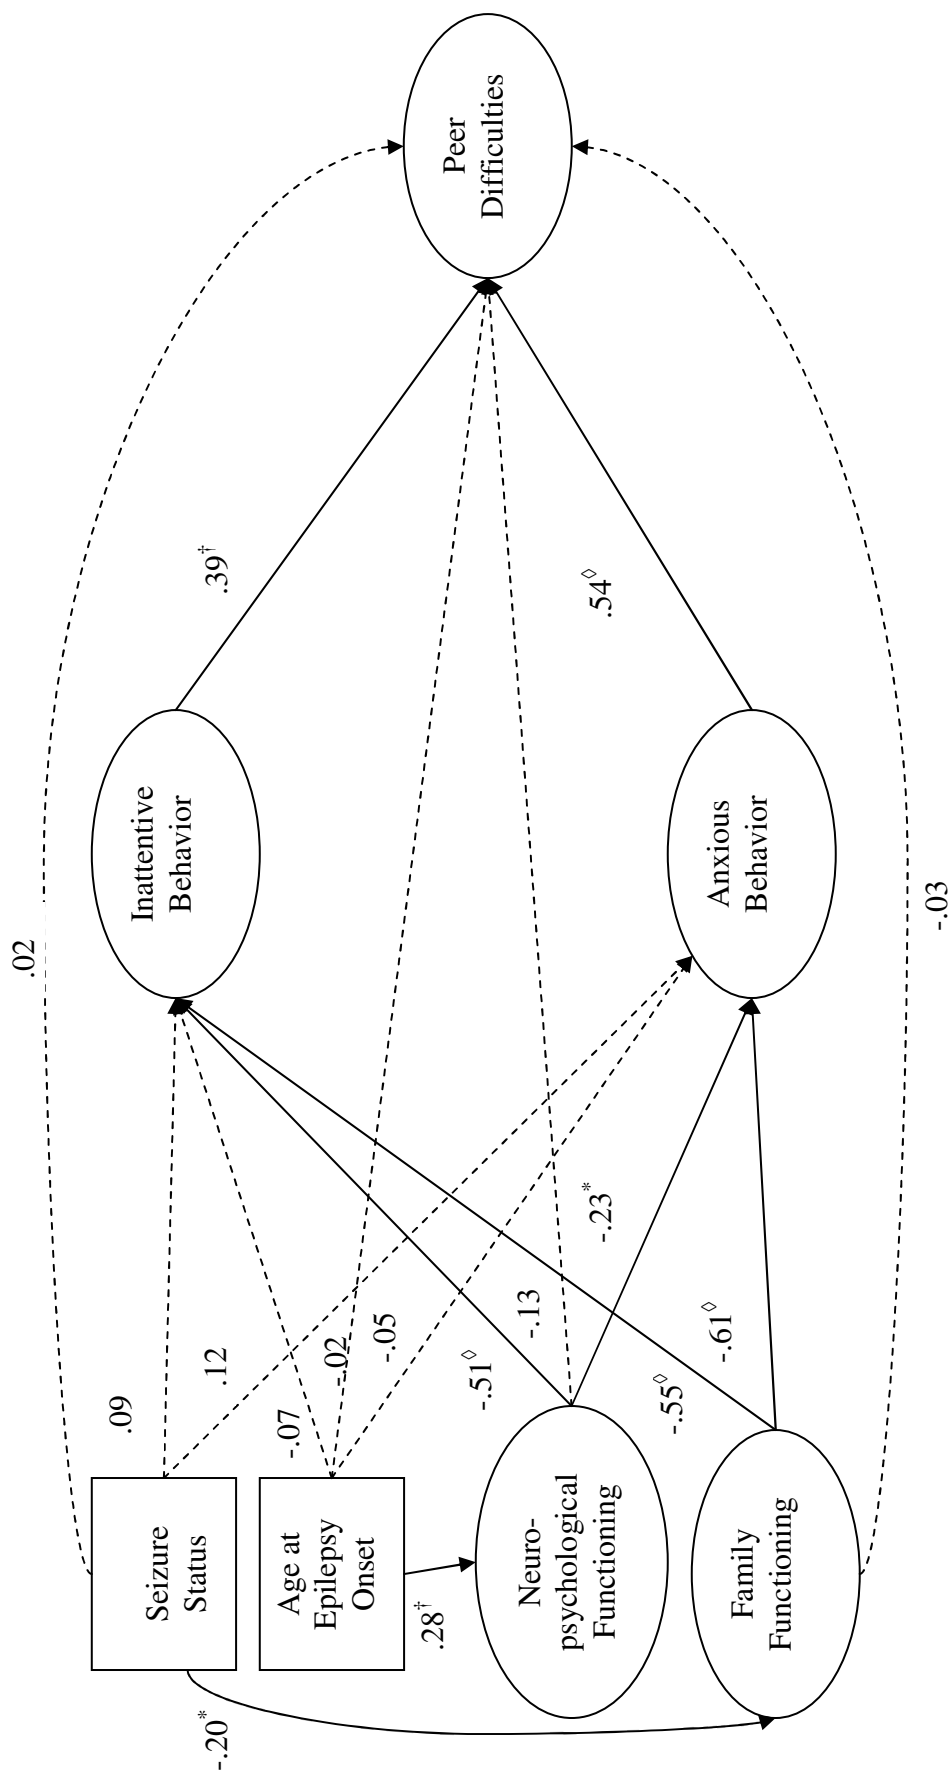 .02
Seizure
Status
Age at
Epilepsy
Onset
Neuro-
psychological
Functioning
Family
Functioning
Inattentive
Behavior
Anxious
Behavior
Peer
Difficulties
-.20*
.28†
.09
.12
-.07
-.02
-.05
-.51◊
-.13
-.23*
-.55◊
-.61◊
.39†
.54◊
-.03